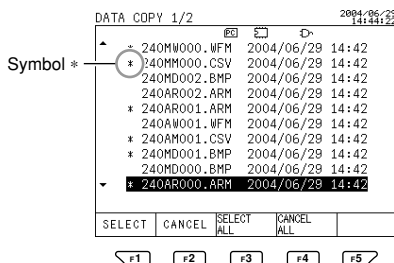 DATA COPY 1/2 2004/06/29
14:44:22
PC
* 240MW000.WFM 2004/06/29 14:42
Symbol * * 240MM000.CSV 2004/06/29 14:42
240MD002.BMP 2004/06/29 14:42
240AR002.ARM 2004/06/29 14:42
* 240AR001.ARM 2004/06/29 14:42
240AW001.WFM 2004/06/29 14:42
* 240AM001.CSV 2004/06/29 14:42
* 240MD001.BMP 2004/06/29 14:42
240MD000.BMP 2004/06/29 14:42
* 240AR000.ARM 2004/06/29 14:42
SELECT CANCEL SELECT ALL CANCEL ALL
F1 F2 F3 F4 F5